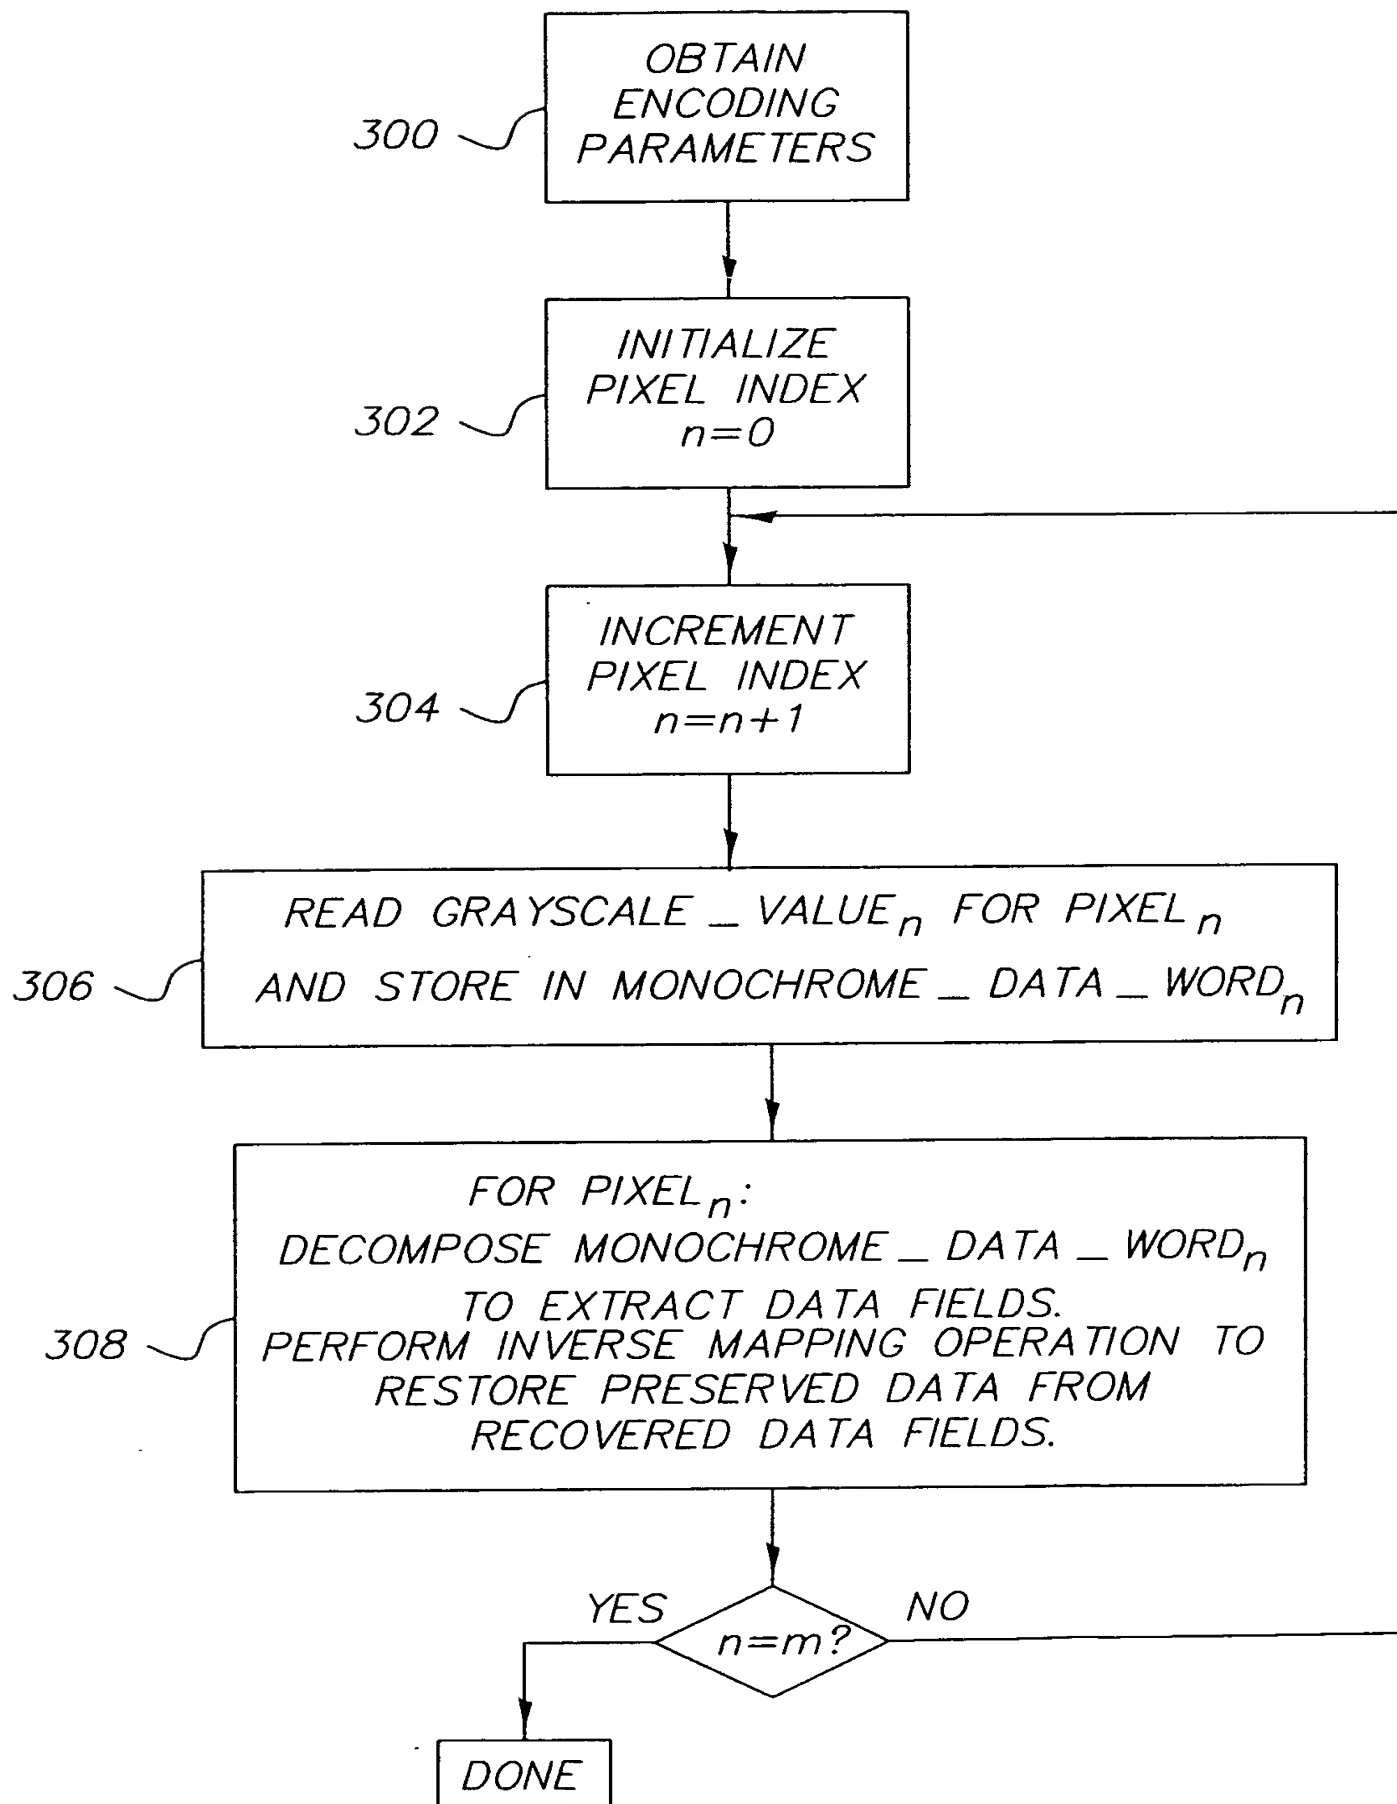 OBTAIN
ENCODING
PARAMETERS
300
INITIALIZE
PIXEL INDEX
n=0
302
INCREMENT
PIXEL INDEX
n=n+1
304
READ GRAYSCALE_VALUEn FOR PIXELn
AND STORE IN MONOCHROME_DATA_WORDn
306
FOR PIXELn:
DECOMPOSE MONOCHROME_DATA_WORDn
TO EXTRACT DATA FIELDS.
PERFORM INVERSE MAPPING OPERATION TO
RESTORE PRESERVED DATA FROM
RECOVERED DATA FIELDS.
308
YES
n=m?
NO
DONE